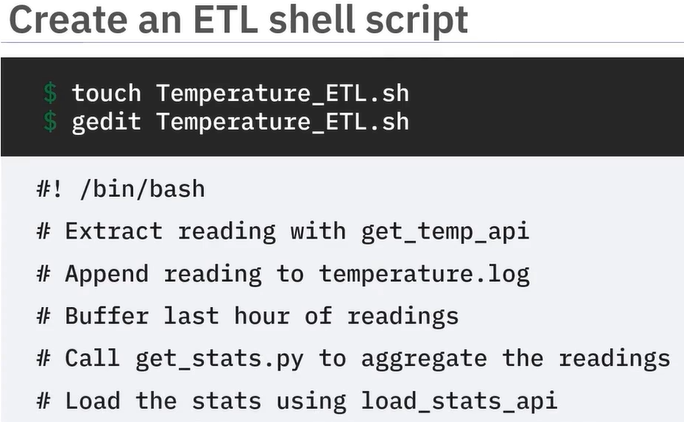 Create an ETL shell script
$ touch Temperature_ETL.sh
$ gedit Temperature_ETL.sh
#! /bin/bash
# Extract reading with get_temp_api
# Append reading to temperature.log
# Buffer last hour of readings
# Call get_stats.py to aggregate the readings
# Load the stats using load_stats_api